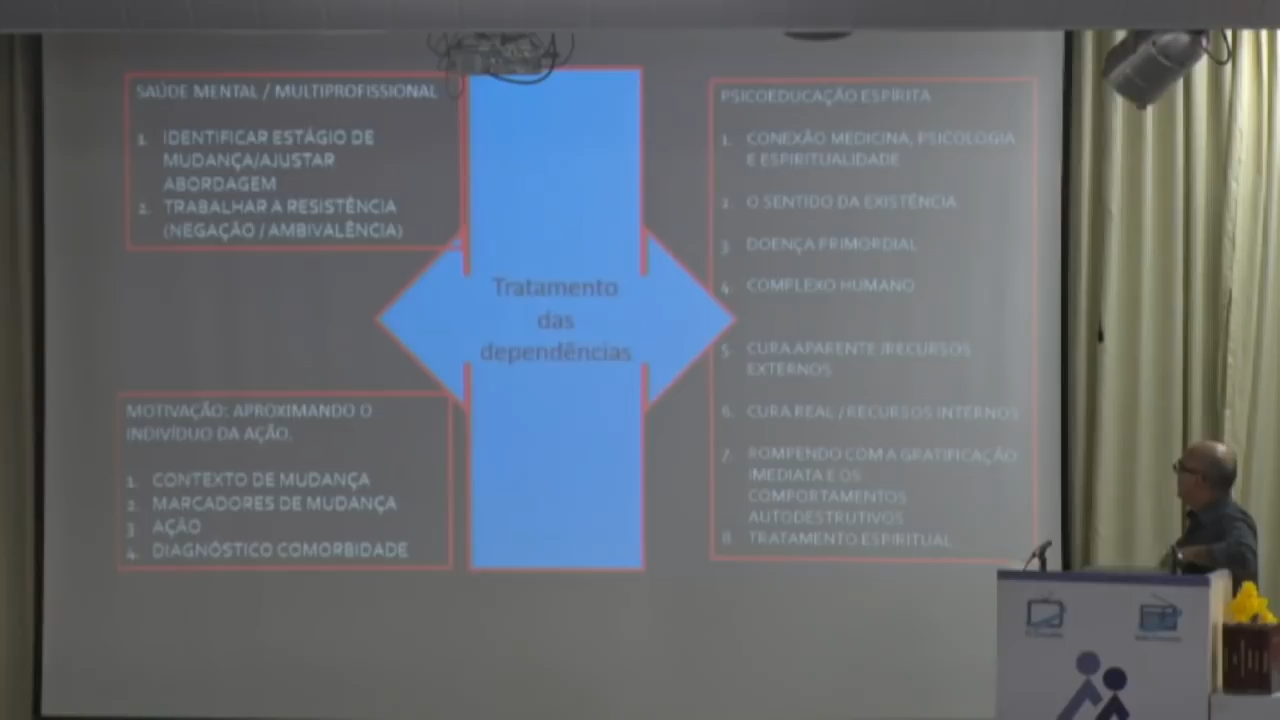 SAÚDE MENTAL / MULTIPROFISSIONAL
1. IDENTIFICAR ESTÁGIO DE
MUDANÇA/AJUSTAR
ABORDAGEM
2. TRABALHAR A RESISTÊNCIA
(NEGAÇÃO / AMBIVALÊNCIA)
MOTIVAÇÃO: APROXIMANDO O
INDIVÍDUO DA AÇÃO.
1. CONTEXTO DE MUDANÇA
2. MARCADORES DE MUDANÇA
3. AÇÃO
4. DIAGNÓSTICO COMORBIDADE
Tratamento
das
dependências
PSICOEDUCAÇÃO ESPÍRITA
1. CONEXÃO MEDICINA, PSICOLOGIA
E ESPIRITUALIDADE
2. O SENTIDO DA EXISTÊNCIA
3. DOENÇA PRIMORDIAL
4. COMPLEXO HUMANO
5. CURA APARENTE /RECURSOS
EXTERNOS
6. CURA REAL / RECURSOS INTERNOS
7. ROMPENDO COM A GRATIFICAÇÃO
IMEDIATA E OS
COMPORTAMENTOS
AUTODESTRUTIVOS
8. TRATAMENTO ESPIRITUAL